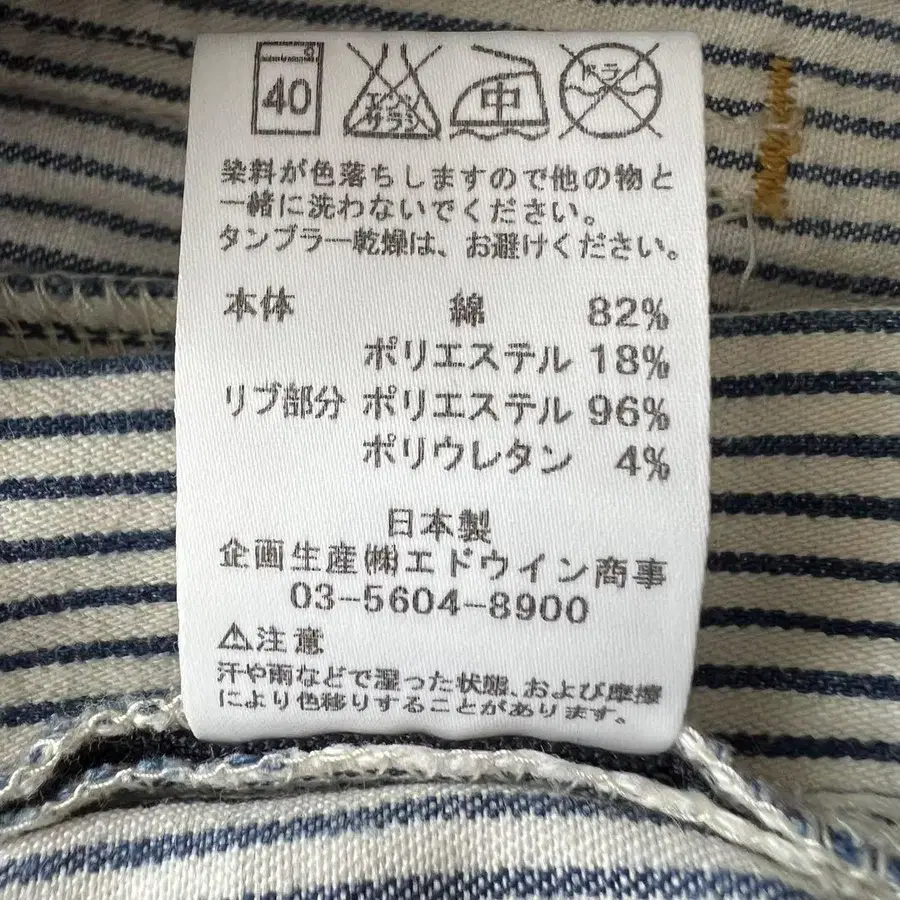 40 エンソ サラシ 中 ドライ
染料が色落ちしますので他の物と
一緒に洗わないでください。
タンブラー乾燥は、お避けください。
本体 綿 82%
ポリエステル 18%
リブ部分 ポリエステル 96%
ポリウレタン 4%
日本製
企画生産㈱エドウイン商事
03-5604-8900
⚠注意
汗や雨などで湿った状態、および摩擦
により色移りすることがあります。